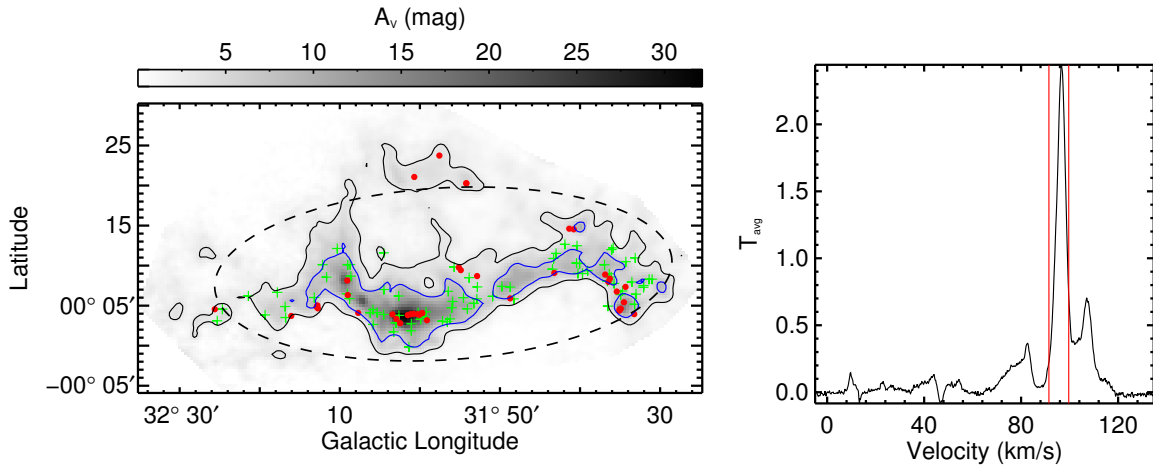 A_v (mag)
5 10 15 20 25 30
25
15
00° 05′
−00° 05′
Latitude
32° 30′ 10 31° 50′ 30
Galactic Longitude
2.0
1.5
1.0
0.5
0.0
T_avg
0 40 80 120
Velocity (km/s)